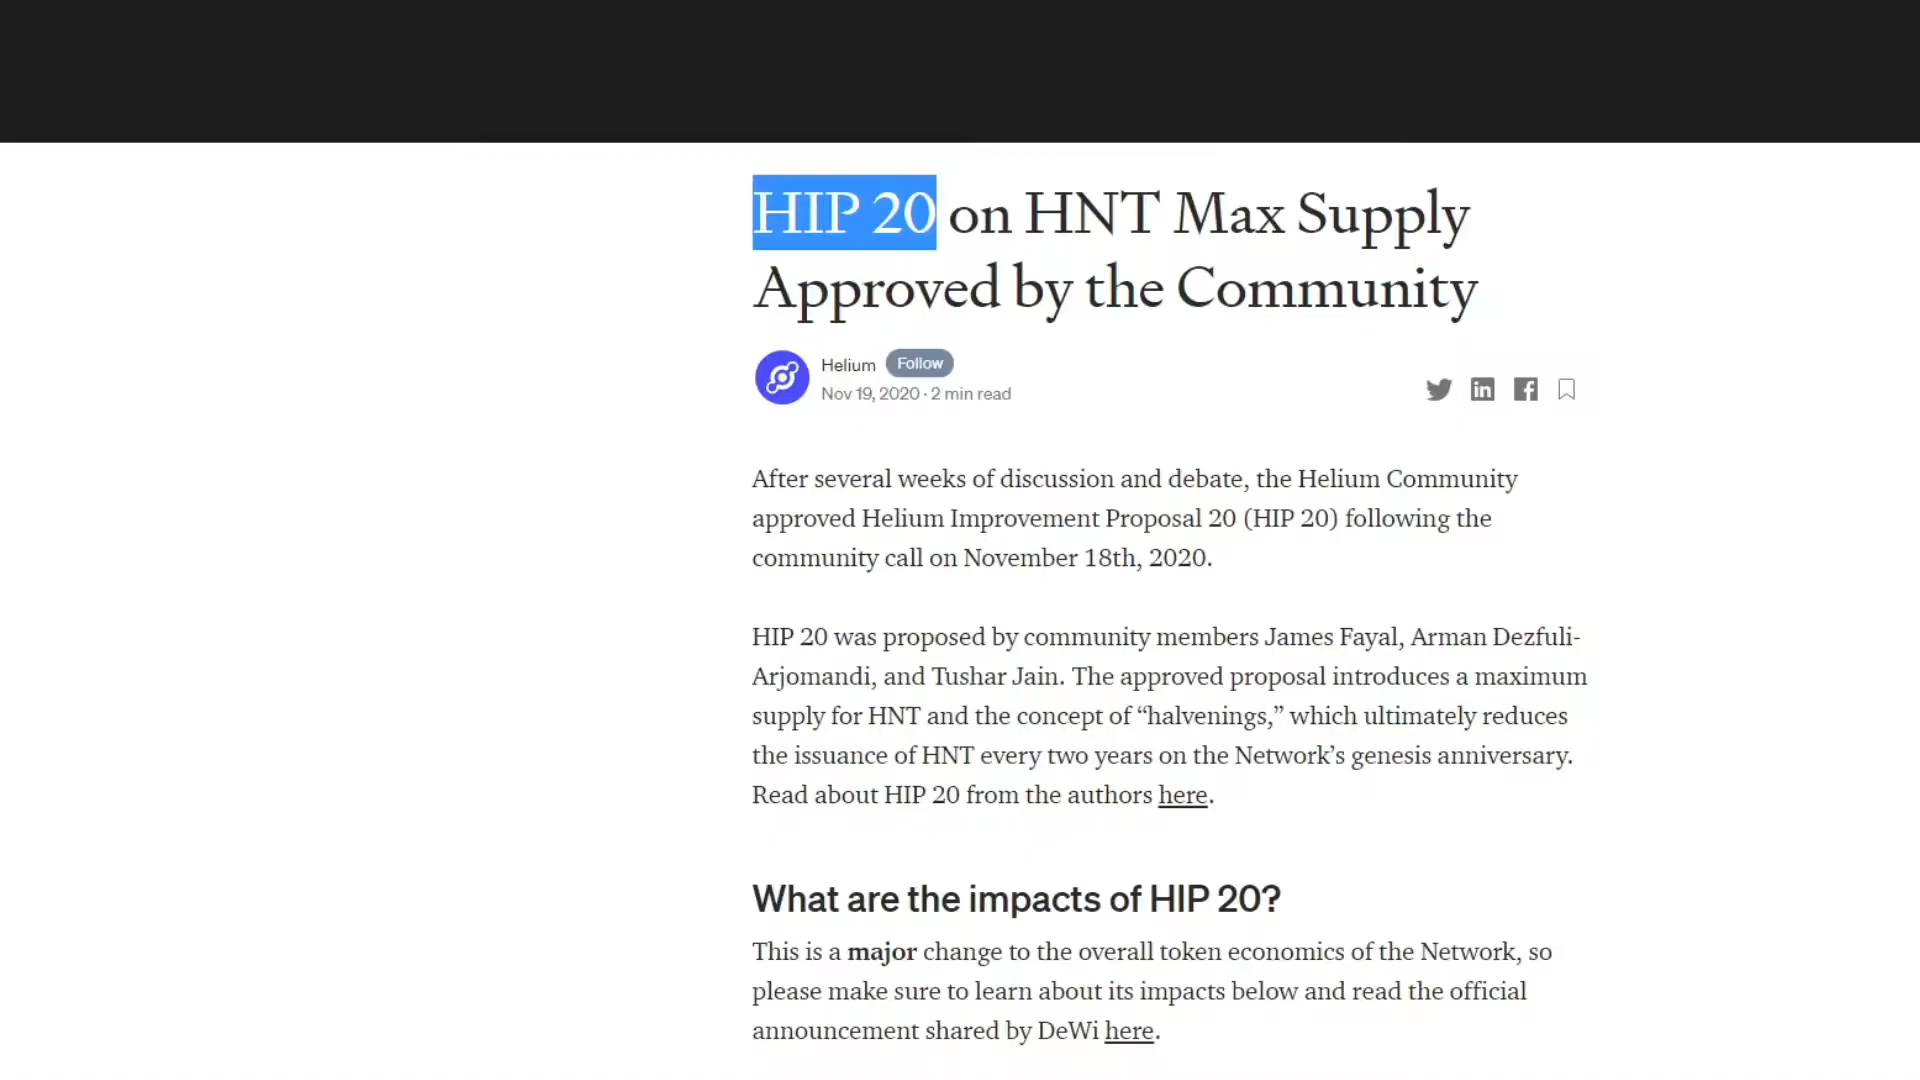 HIP 20 on HNT Max Supply
Approved by the Community
Helium Follow
Nov 19, 2020 · 2 min read
After several weeks of discussion and debate, the Helium Community
approved Helium Improvement Proposal 20 (HIP 20) following the
community call on November 18th, 2020.
HIP 20 was proposed by community members James Fayal, Arman Dezfuli-
Arjomandi, and Tushar Jain. The approved proposal introduces a maximum
supply for HNT and the concept of “halvenings,” which ultimately reduces
the issuance of HNT every two years on the Network’s genesis anniversary.
Read about HIP 20 from the authors here.
What are the impacts of HIP 20?
This is a major change to the overall token economics of the Network, so
please make sure to learn about its impacts below and read the official
announcement shared by DeWi here.